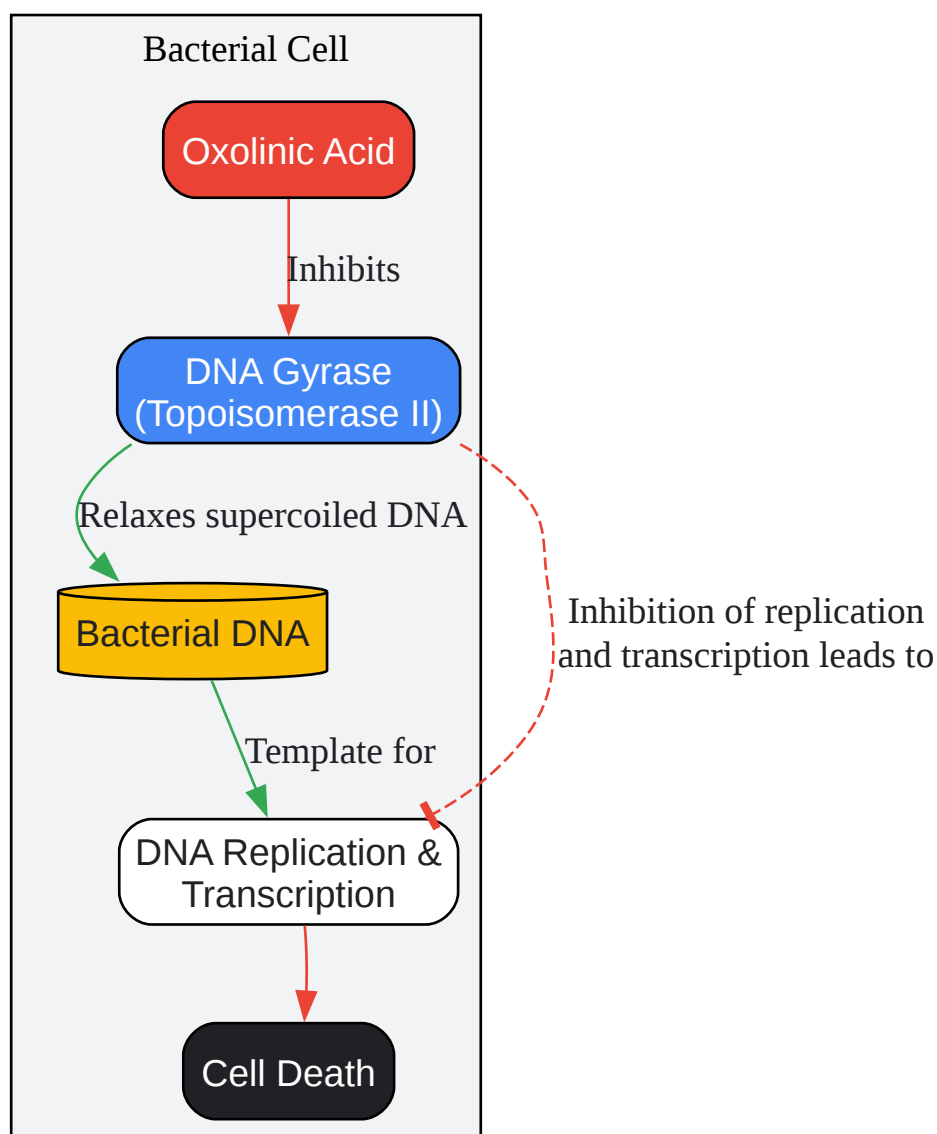 Bacterial Cell
Oxolinic Acid
Inhibits
DNA Gyrase
(Topoisomerase II)
Relaxes supercoiled DNA
Inhibition of replication
and transcription leads to
Bacterial DNA
Template for
DNA Replication &
Transcription
Cell Death